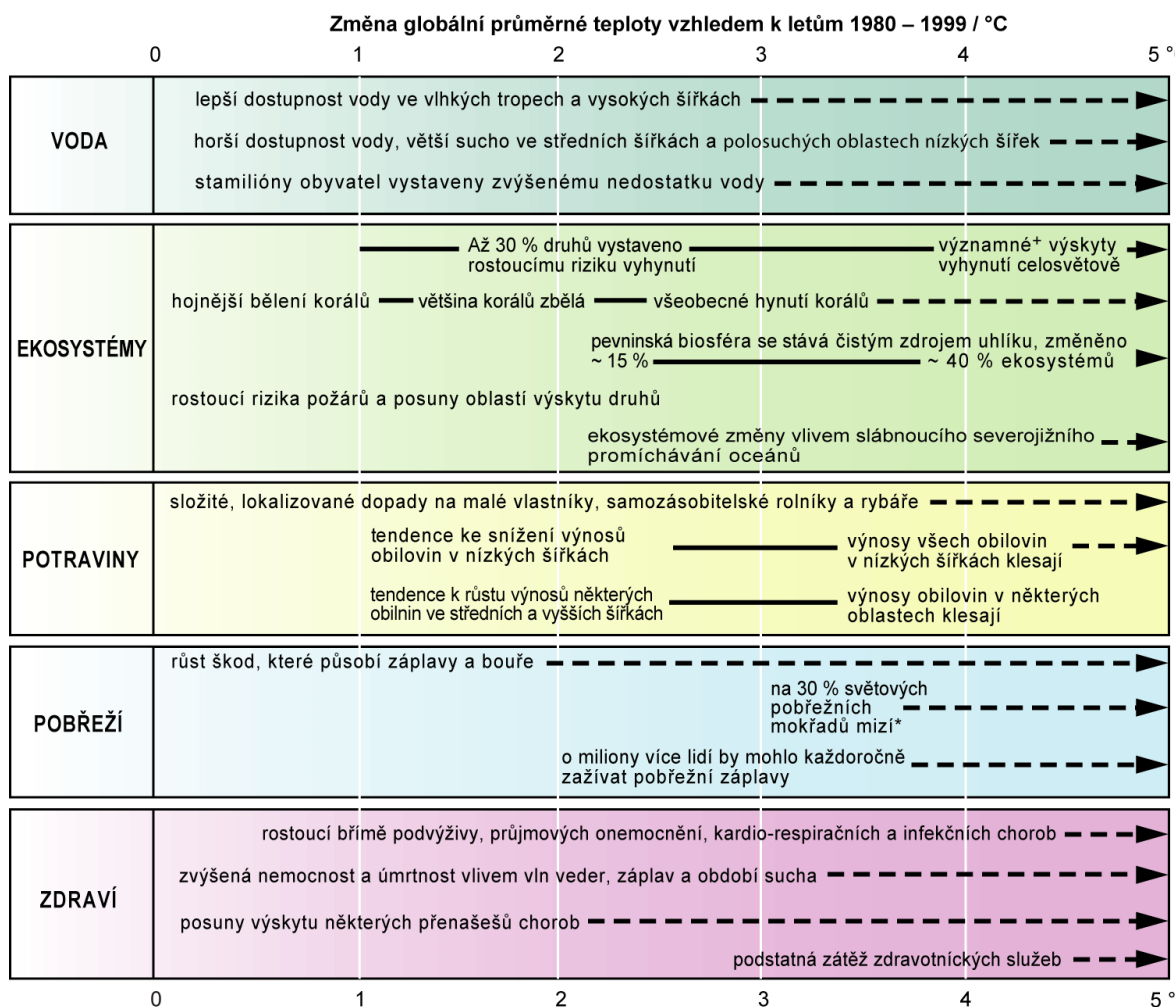 Změna globální průměrné teploty vzhledem k letům 1980 – 1999 / °C
0 1 2 3 4 5 °
VODA
lepší dostupnost vody ve vlhkých tropech a vysokých šířkách
horší dostupnost vody, větší sucho ve středních šířkách a polosuchých oblastech nízkých šířek
stamilióny obyvatel vystaveny zvýšenému nedostatku vody
EKOSYSTÉMY
Až 30 % druhů vystaveno
rostoucímu riziku vyhynutí
významné+ výskyty
vyhynutí celosvětově
hojnější bělení korálů
většina korálů zbělá
všeobecné hynutí korálů
pevninská biosféra se stává čistým zdrojem uhlíku, změněno
~ 15 % ~ 40 % ekosystémů
rostoucí rizika požárů a posuny oblastí výskytu druhů
ekosystémové změny vlivem slábnoucího severojižního
promíchávání oceánů
POTRAVINY
složité, lokalizované dopady na malé vlastníky, samozásobitelské rolníky a rybáře
tendence ke snížení výnosů
obilovin v nízkých šířkách
výnosy všech obilovin
v nízkých šířkách klesají
tendence k růstu výnosů některých
obilnin ve středních a vyšších šířkách
výnosy obilovin v některých
oblastech klesají
POBŘEŽÍ
růst škod, které působí záplavy a bouře
na 30 % světových
pobřežních
mokřadů mizí*
o miliony více lidí by mohlo každoročně
zažívat pobřežní záplavy
ZDRAVÍ
rostoucí břímě podvýživy, průjmových onemocnění, kardio-respiračních a infekčních chorob
zvýšená nemocnost a úmrtnost vlivem vln veder, záplav a období sucha
posuny výskytu některých přenašešů chorob
podstatná zátěž zdravotníckých služeb
0 1 2 3 4 5 °